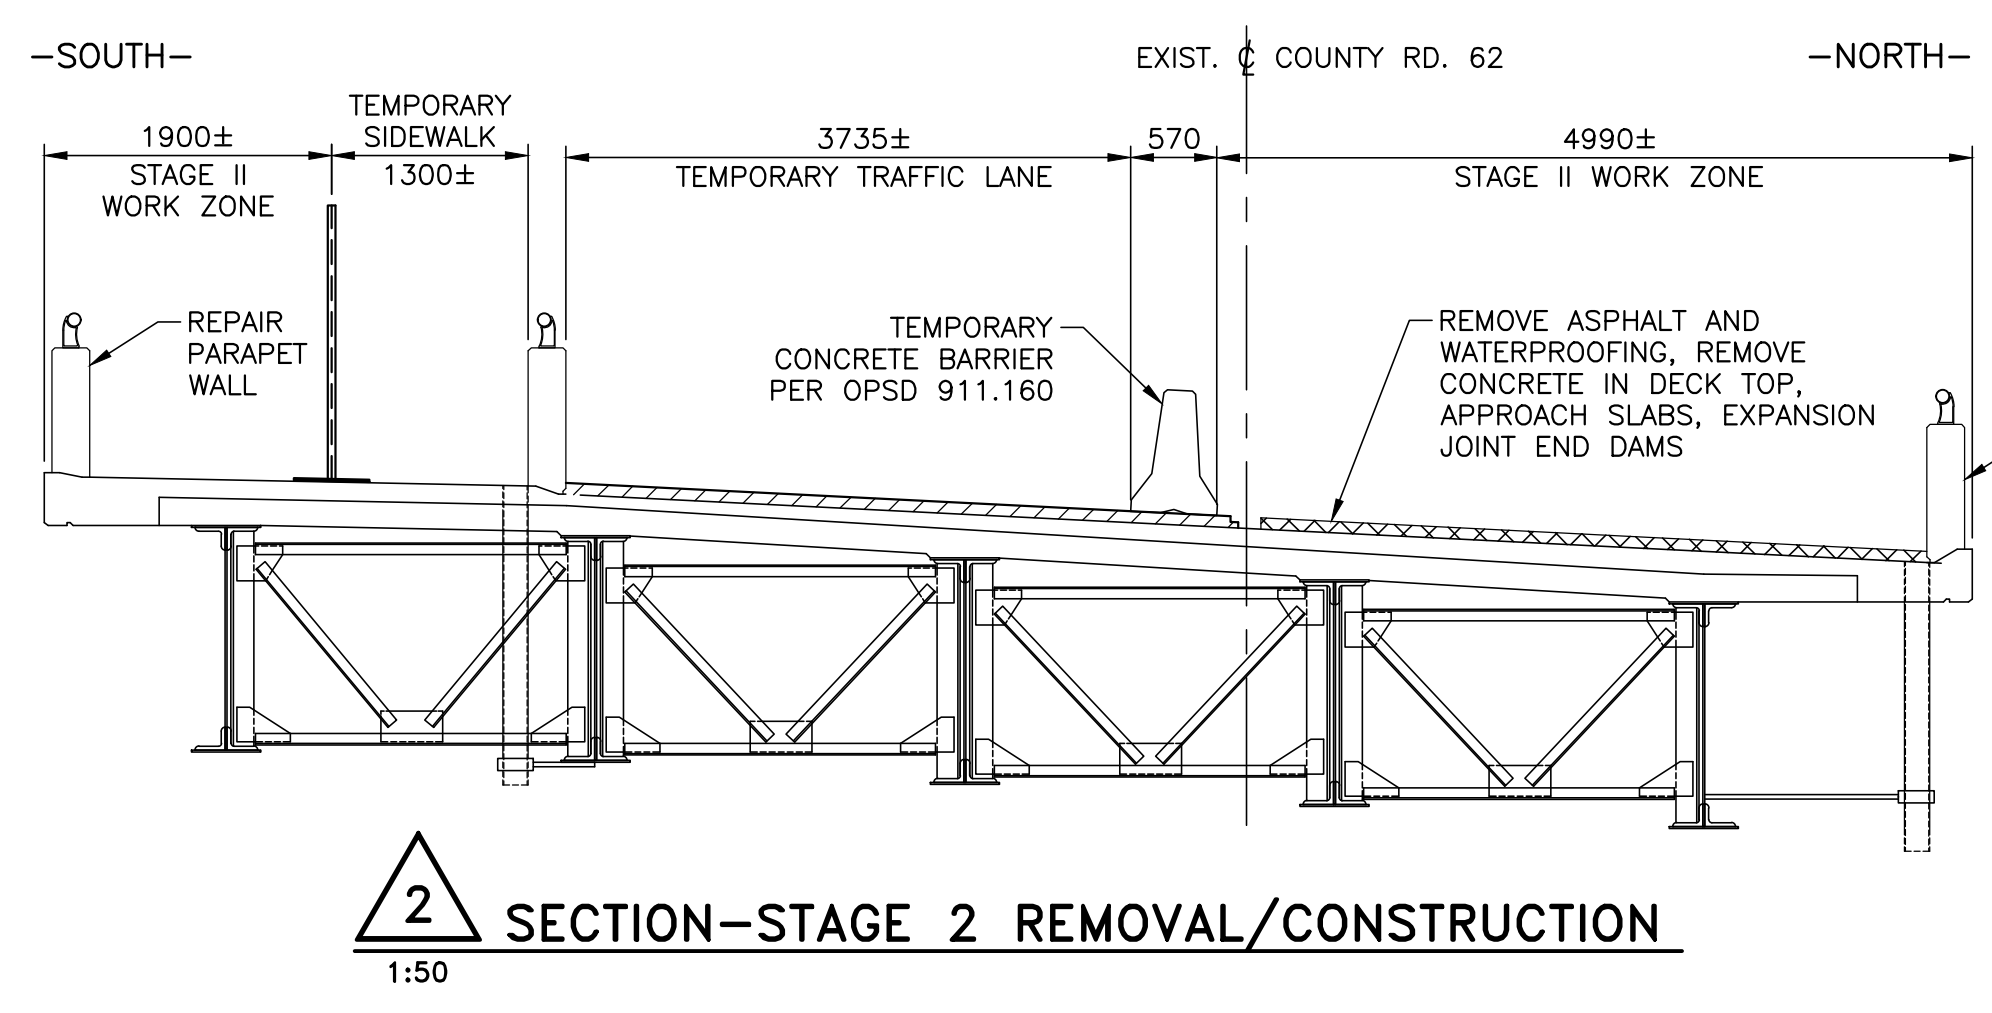 -SOUTH-
EXIST. ℄ COUNTY RD. 62
-NORTH-
TEMPORARY
SIDEWALK
1900±
1300±
STAGE II
WORK ZONE
3735±
TEMPORARY TRAFFIC LANE
570
4990±
STAGE II WORK ZONE
REPAIR
PARAPET
WALL
TEMPORARY
CONCRETE BARRIER
PER OPSD 911.160
REMOVE ASPHALT AND
WATERPROOFING, REMOVE
CONCRETE IN DECK TOP,
APPROACH SLABS, EXPANSION
JOINT END DAMS
2
SECTION-STAGE 2 REMOVAL/CONSTRUCTION
1:50